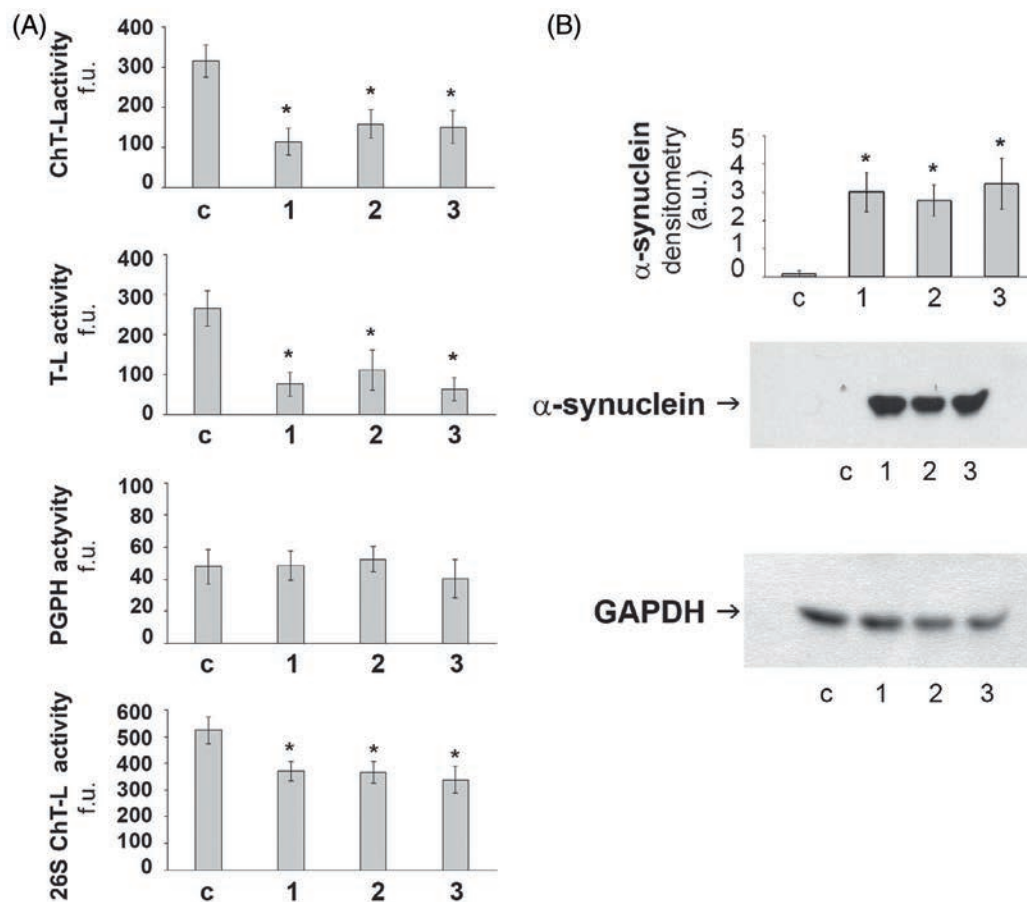 (A)
ChT-Lactivity
f.u.
400
300
200
100
0
* * *
c 1 2 3
T-L activity
f.u.
400
300
200
100
0
* * *
c 1 2 3
PGPH actyvity
f.u.
100
80
60
40
20
0
c 1 2 3
26S ChT-L activity
f.u.
600
500
400
300
200
100
0
* * *
c 1 2 3
(B)
α-synuclein
densitometry
(a.u.)
5
4
3
2
1
0
* * *
c 1 2 3
α-synuclein →
c 1 2 3
GAPDH →
c 1 2 3